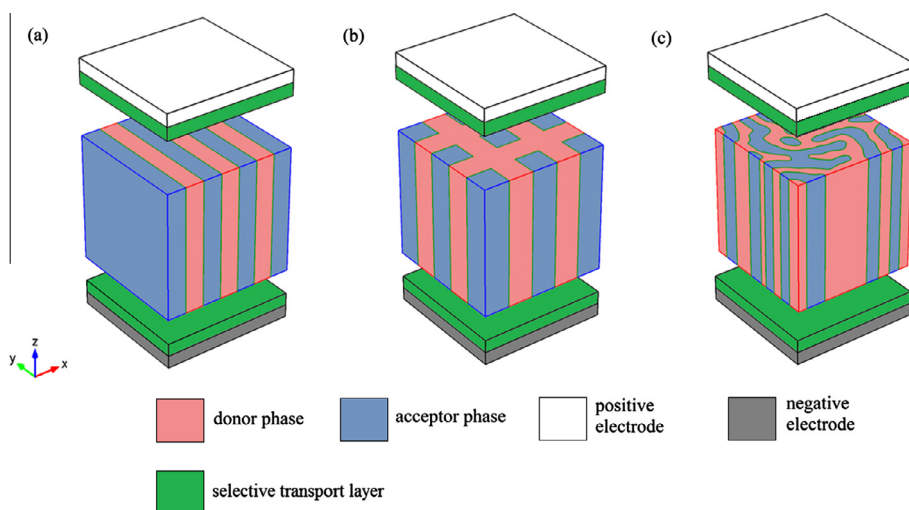 (a)
(b)
(c)
z
y
x
donor phase
acceptor phase
positive
electrode
negative
electrode
selective transport layer